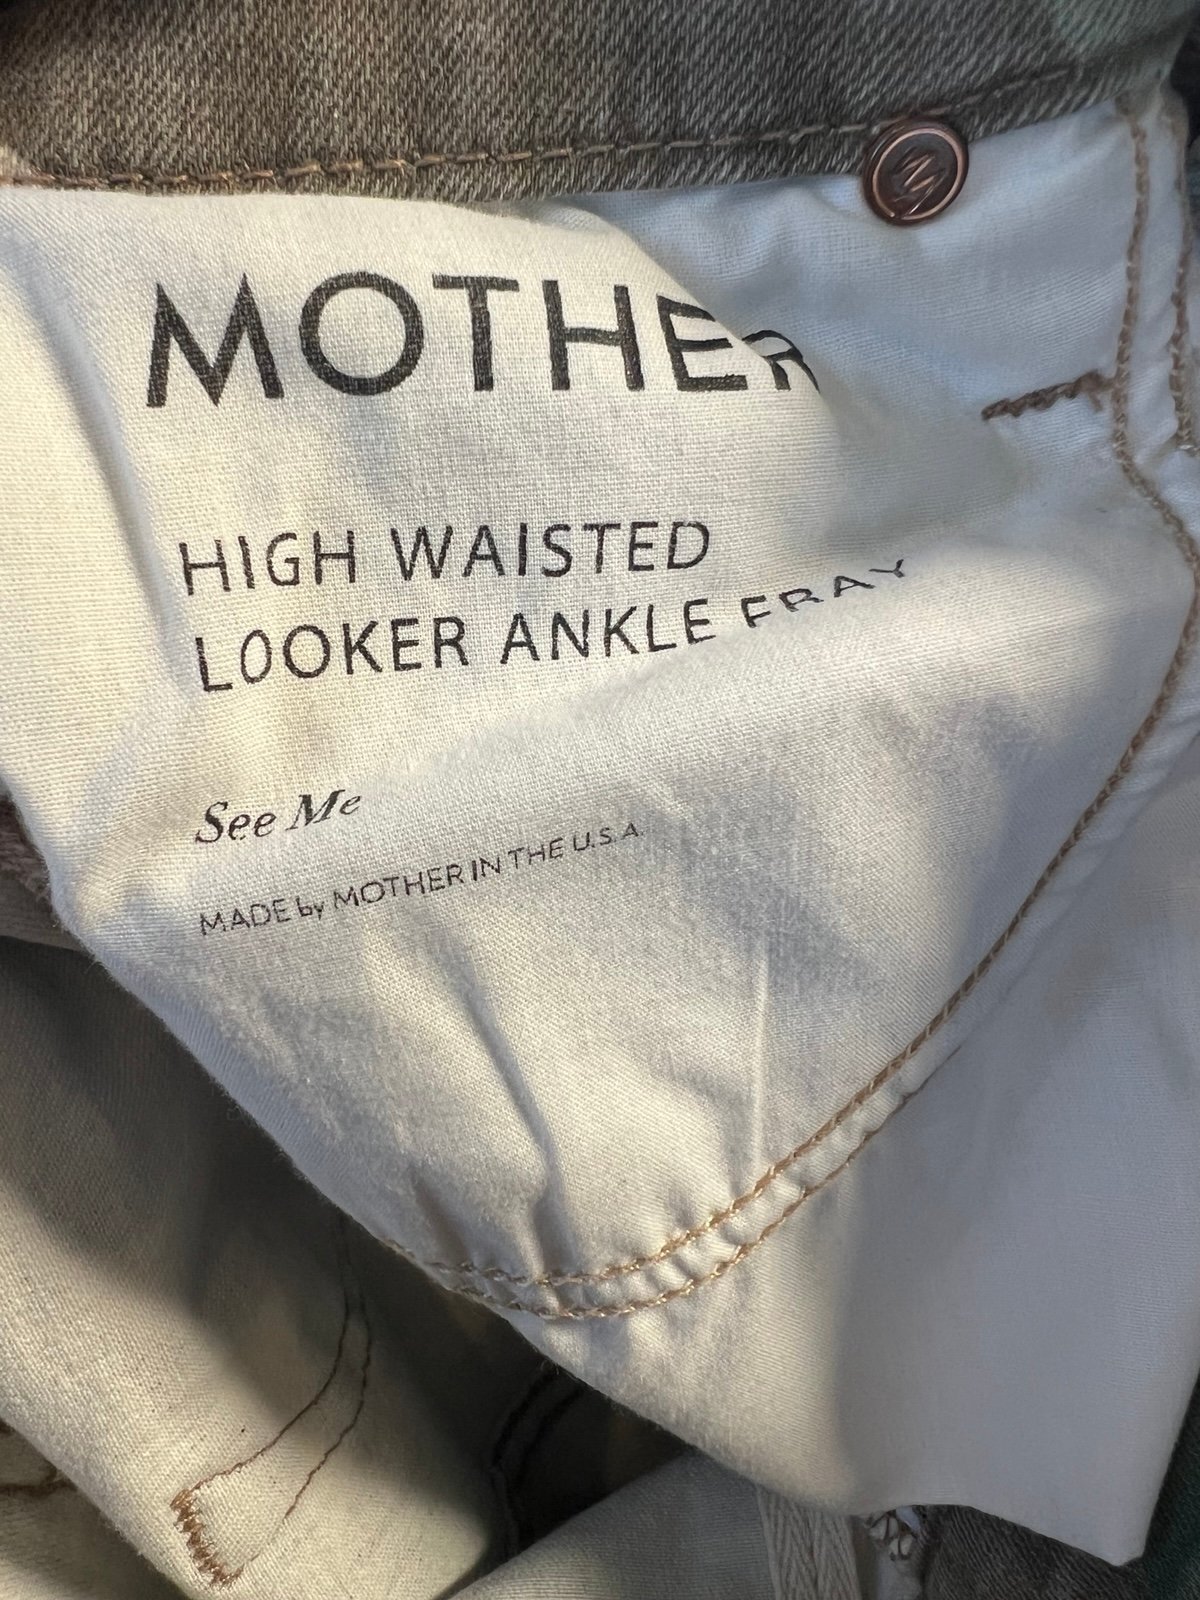 MOTHER
HIGH WAISTED
LOOKER ANKLE FRAY
See Me
MADE by MOTHER IN THE U.S.A.